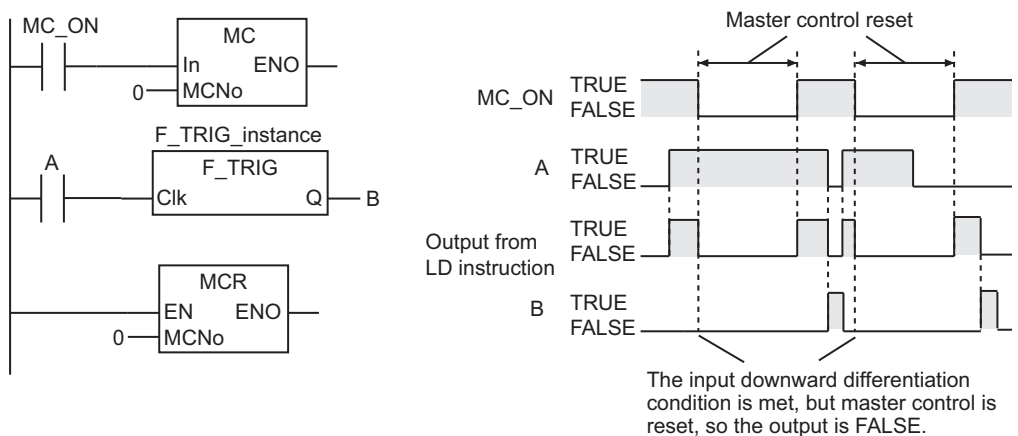 MC_ON
MC
In ENO
0 MCNo
F_TRIG_instance
A
F_TRIG
Clk Q B
MCR
EN ENO
0 MCNo
Master control reset
MC_ON TRUE
FALSE
A TRUE
FALSE
Output from
LD instruction
TRUE
FALSE
B TRUE
FALSE
The input downward differentiation
condition is met, but master control is
reset, so the output is FALSE.